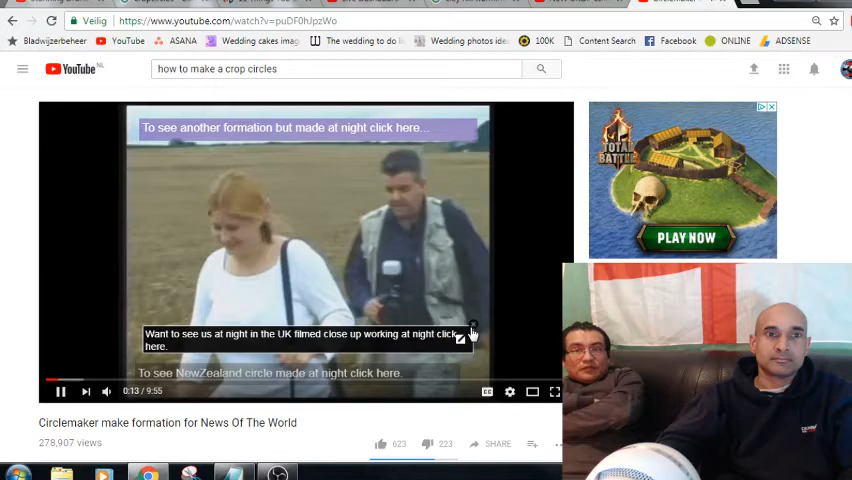 https://www.youtube.com/watch?v=puDF0hJpzWo
Veilig
Bladwijzerbeheer
YouTube
ASANA
Wedding cakes imag
The wedding to do li
Wedding photos ide
100K
Content Search
Facebook
ONLINE
ADSENSE
YouTube NL
how to make a crop circles
To see another formation but made at night click here...
Want to see us at night in the UK filmed close up working at night click
here.
To see NewZealand circle made at night click here.
0:13 / 9:55
TOTAL
BATTLE
PLAY NOW
Circlemaker make formation for News Of The World
278,907 views
623
223
SHARE